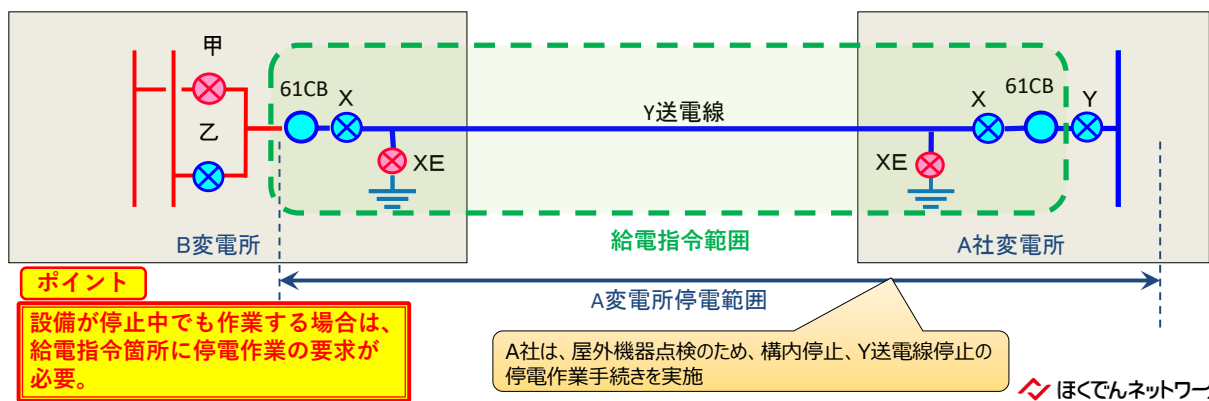 甲
61CB
X
乙
XE
Y送電線
X
61CB
Y
XE
給電指令範囲
B変電所
A社変電所
A変電所停電範囲
ポイント
設備が停止中でも作業する場合は、
給電指令箇所に停電作業の要求が
必要。
A社は、屋外機器点検のため、構内停止、Y送電線停止の
停電作業手続きを実施
ほくでんネットワーク